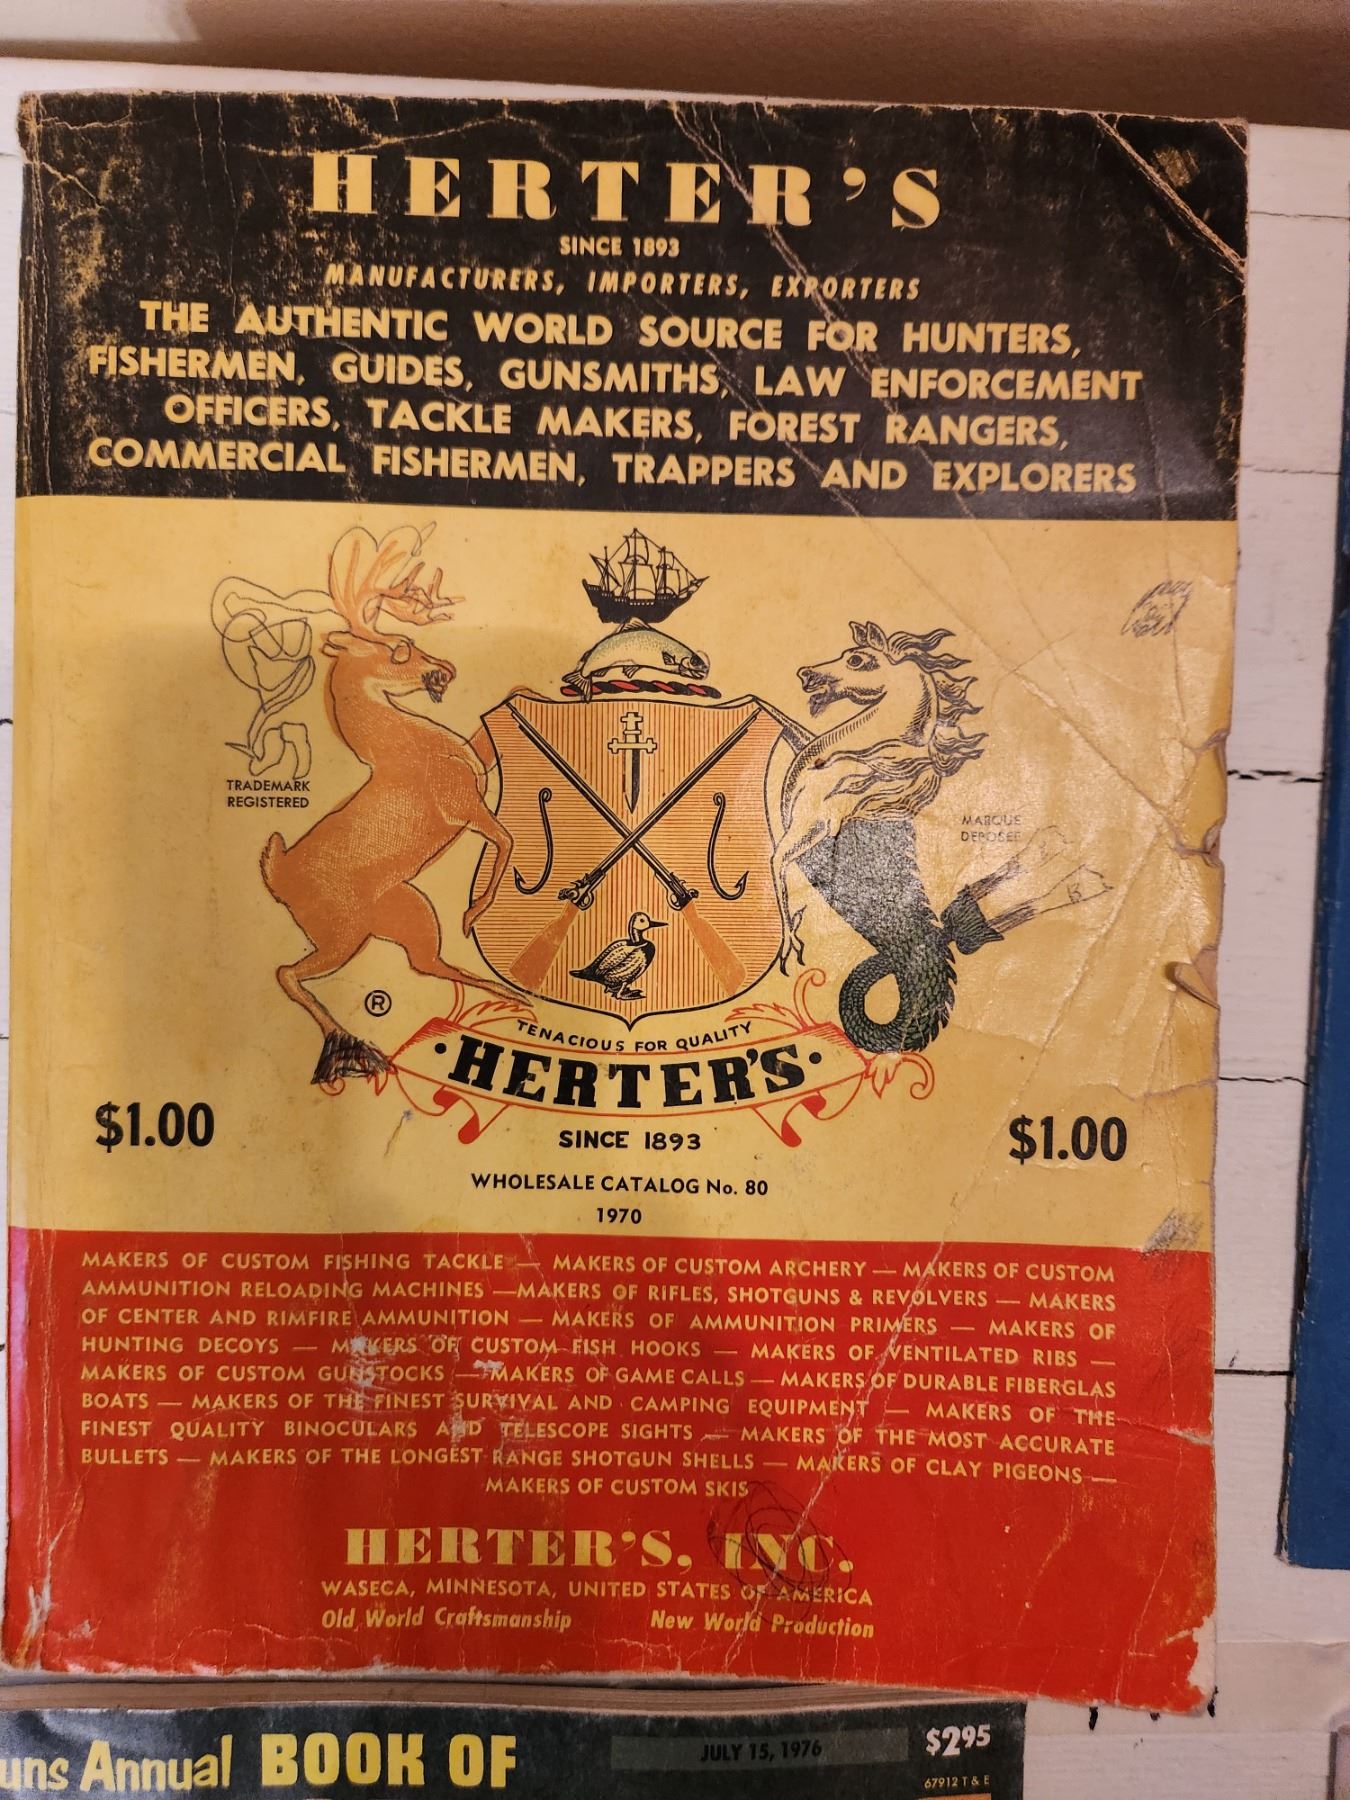 HERTER'S
SINCE 1893
MANUFACTURERS, IMPORTERS, EXPORTERS
THE AUTHENTIC WORLD SOURCE FOR HUNTERS,
FISHERMEN, GUIDES, GUNSMITHS, LAW ENFORCEMENT
OFFICERS, TACKLE MAKERS, FOREST RANGERS,
COMMERCIAL FISHERMEN, TRAPPERS AND EXPLORERS
TRADEMARK
REGISTERED
MARQUE
DEPOSEE
B
®
TENACIOUS FOR QUALITY
·HERTER'S·
$1.00
$1.00
SINCE 1893
WHOLESALE CATALOG No. 80
1970
MAKERS OF CUSTOM FISHING TACKLE — MAKERS OF CUSTOM ARCHERY — MAKERS OF CUSTOM
AMMUNITION RELOADING MACHINES —MAKERS OF RIFLES, SHOTGUNS & REVOLVERS — MAKERS
OF CENTER AND RIMFIRE AMMUNITION — MAKERS OF AMMUNITION PRIMERS — MAKERS OF
HUNTING DECOYS — MAKERS OF CUSTOM FISH HOOKS — MAKERS OF VENTILATED RIBS —
MAKERS OF CUSTOM GUNSTOCKS — MAKERS OF GAME CALLS — MAKERS OF DURABLE FIBERGLAS
BOATS — MAKERS OF THE FINEST SURVIVAL AND CAMPING EQUIPMENT — MAKERS OF THE
FINEST QUALITY BINOCULARS AND TELESCOPE SIGHTS — MAKERS OF THE MOST ACCURATE
BULLETS — MAKERS OF THE LONGEST RANGE SHOTGUN SHELLS — MAKERS OF CLAY PIGEONS —
MAKERS OF CUSTOM SKIS
HERTER'S, INC.
WASECA, MINNESOTA, UNITED STATES OF AMERICA
Old World Craftsmanship New World Production
uns Annual BOOK OF
JULY 15, 1976
$2.95
67912 T & E